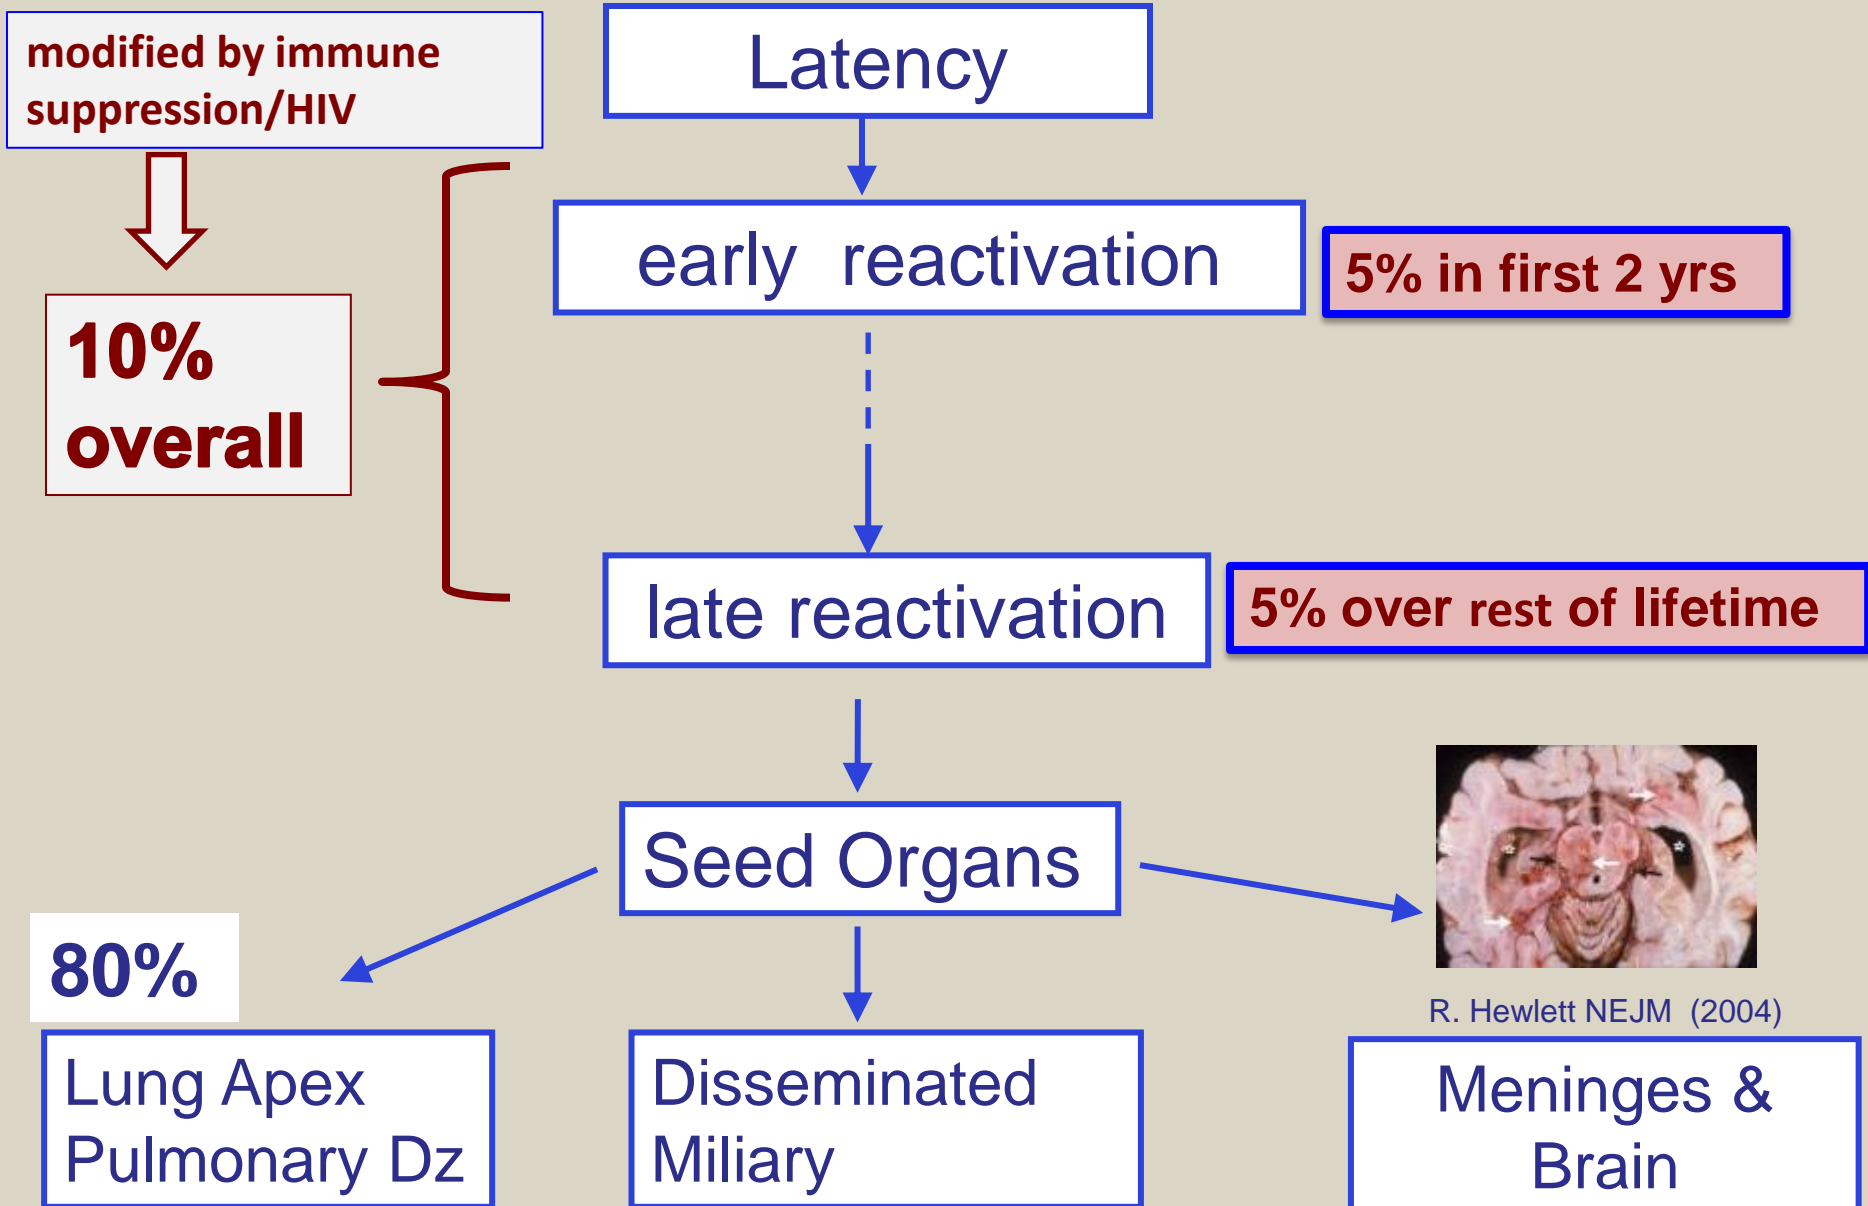 modified by immune
suppression/HIV
Latency
early reactivation
5% in first 2 yrs
10%
overall
late reactivation
5% over rest of lifetime
Seed Organs
80%
R. Hewlett NEJM (2004)
Lung Apex
Pulmonary Dz
Disseminated
Miliary
Meninges &
Brain